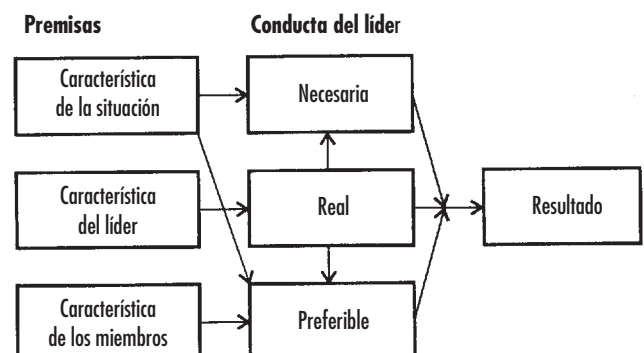 Premisas
Conducta del líder
Característica
de la situación
Necesaria
Característica
del líder
Real
Resultado
Característica
de los miembros
Preferible